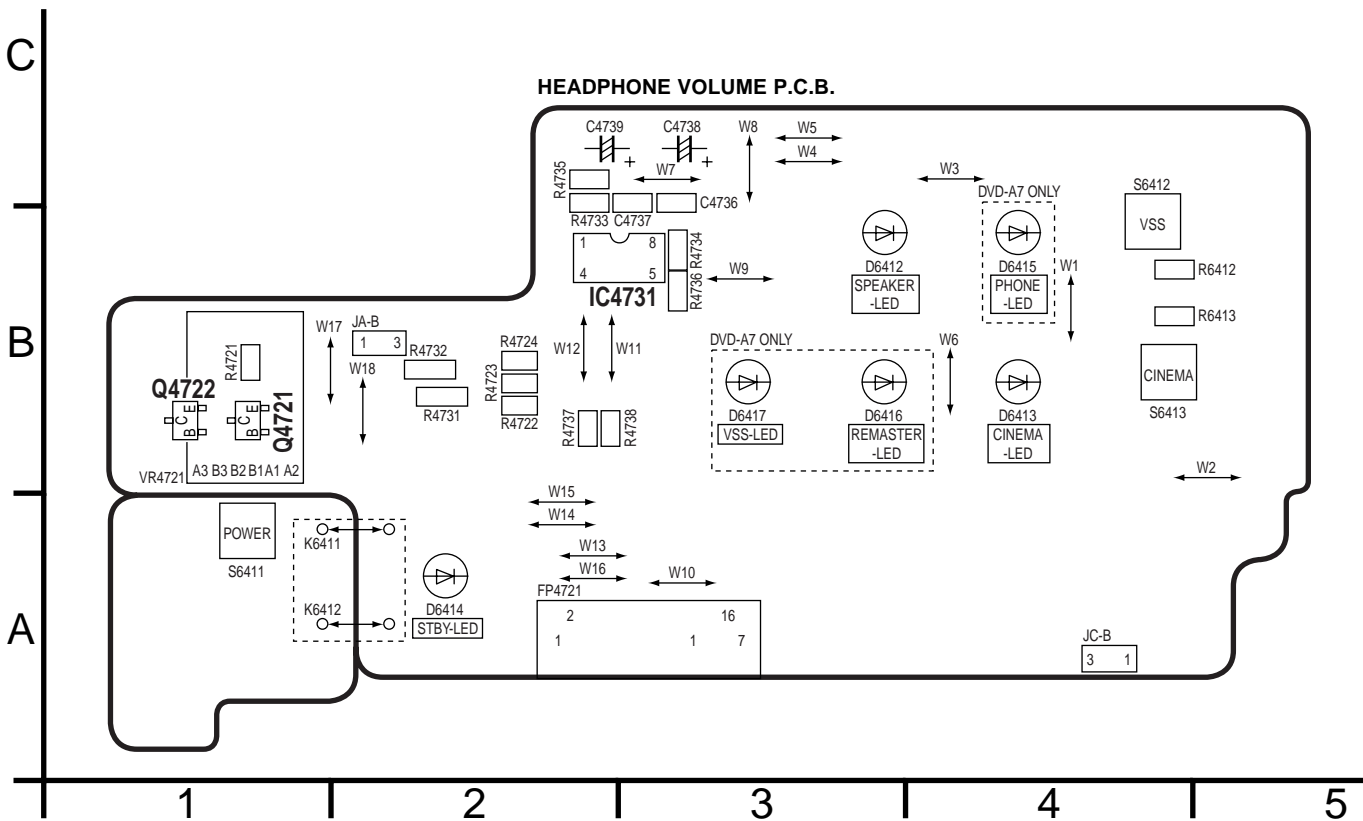 C
HEADPHONE VOLUME P.C.B.
C4739 C4738 W8 W5
+ + W4
R4735 W7 W3
DVD-A7 ONLY S6412
R4733 C4737 C4736
VSS
1 8 R4734
4 5 R4736 W9
IC4731
D6412 D6415 W1 R6412
SPEAKER
-LED
PHONE
-LED
R6413
B
W17 JA-B
1 3
W18 R4732
R4731
R4724
R4723
R4722
W12 W11
DVD-A7 ONLY W6
CINEMA
S6413
R4721
Q4722 Q4721
B C E B C E
D6417 D6416 D6413
VSS-LED
REMASTER
-LED
CINEMA
-LED
R4737 R4738
VR4721 A3 B3 B2 B1 A1 A2
W2
W15
W14
POWER
S6411
K6411
W13
W16 W10
K6412
D6414
STBY-LED
FP4721
2 16
1 1 7
A
JC-B
3 1
1 2 3 4 5